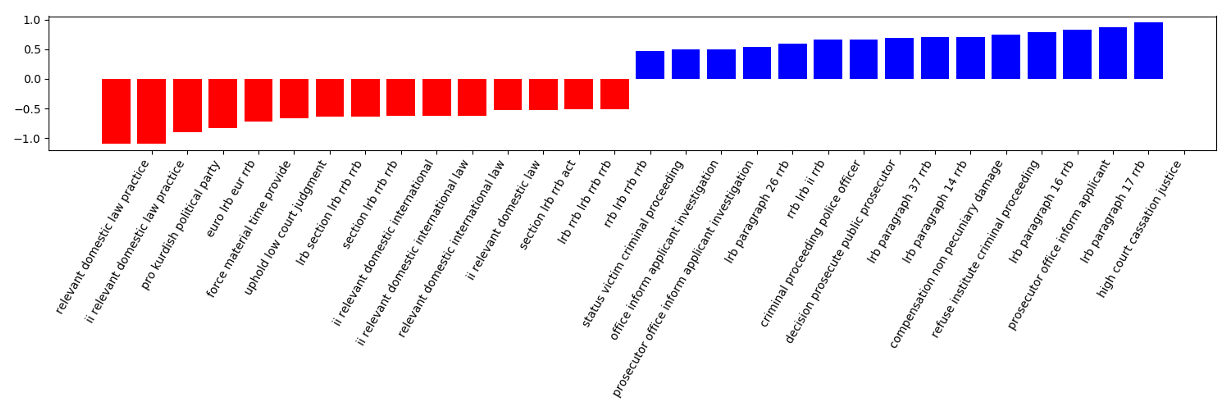 1.0
0.5
0.0
−0.5
−1.0
relevant domestic law practice
ii relevant domestic law practice
pro kurdish political party
euro lrb eur rrb
force material time provide
uphold lower court judgment
lrb section lrb rrb rrb
section lrb rrb rrb
ii relevant domestic international
ii relevant domestic international law
relevant domestic international law
ii relevant domestic law
section lrb rrb act
lrb rrb lrb rrb rrb
rrb lrb rrb rrb
status victim criminal proceeding
office inform applicant investigation
prosecutor office inform applicant investigation
lrb paragraph 26 rrb
rrb lrb ii rrb
criminal proceeding police officer
decision prosecute public prosecutor
lrb paragraph 37 rrb
lrb paragraph 14 rrb
compensation non pecuniary damage
refuse institute criminal proceeding
lrb paragraph 16 rrb
prosecutor office inform applicant
lrb paragraph 17 rrb
high court cassation justice